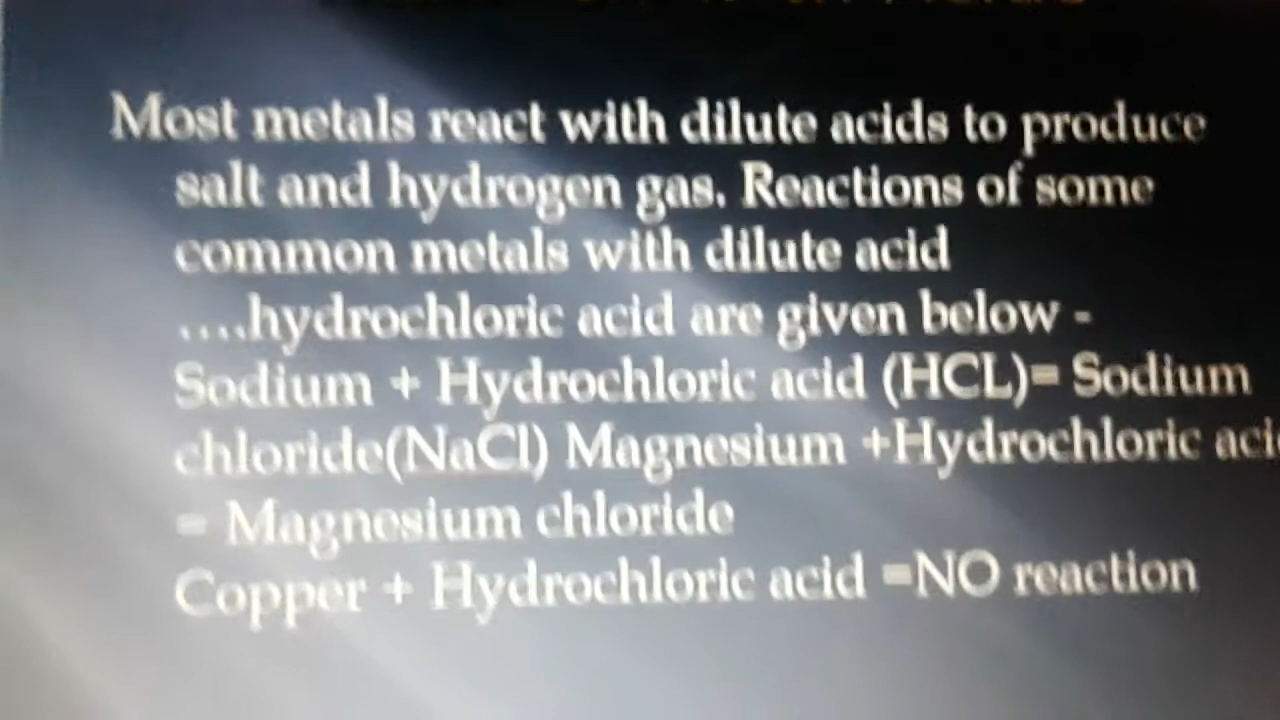 Most metals react with dilute acids to produce
salt and hydrogen gas. Reactions of some
common metals with dilute acid
....hydrochloric acid are given below -
Sodium + Hydrochloric acid (HCL)= Sodium
chloride(NaCl) Magnesium +Hydrochloric
= Magnesium chloride
Copper + Hydrochloric acid =NO reaction